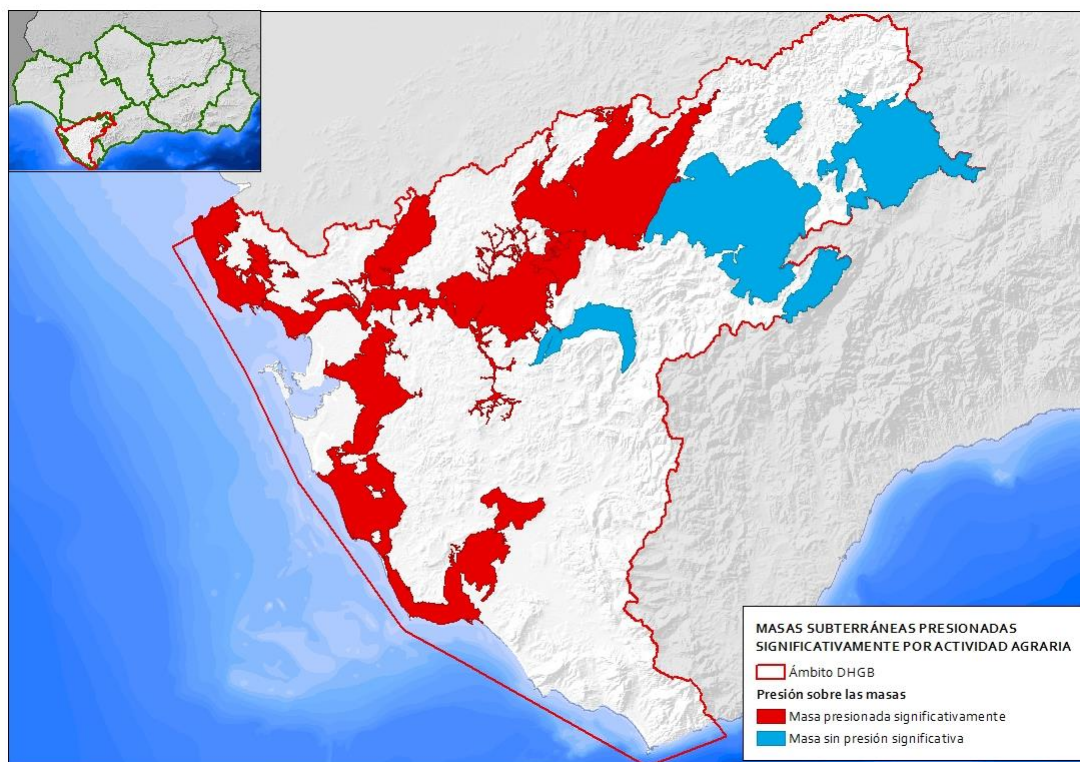 MASAS SUBTERRÁNEAS PRESIONADAS
SIGNIFICATIVAMENTE POR ACTIVIDAD AGRARIA
Ámbito DHGB
Presión sobre las masas
Masa presionada significativamente
Masa sin presión significativa